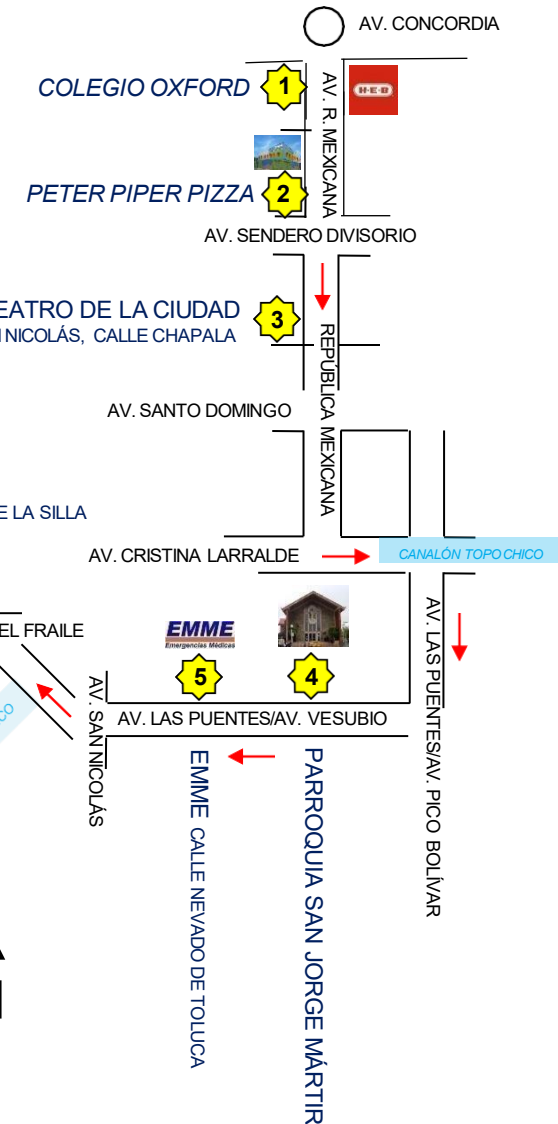 AV. CONCORDIA
COLEGIO OXFORD
1
AV. R. MEXICANA
H-E-B
PETER PIPER PIZZA
2
AV. SENDERO DIVISORIO
EATRO DE LA CIUDAD
NICOLÁS, CALLE CHAPALA
3
REPÚBLICA MEXICANA
AV. SANTO DOMINGO
E LA SILLA
AV. CRISTINA LARRALDE
CANALÓN TOPO CHICO
EL FRAILE
EMME
Emergencias Médicas
5
4
AV. LAS PUENTES/AV. PICO BOLÍVAR
CO
AV. SAN NICOLÁS
AV. LAS PUENTES/AV. VESUBIO
EMME CALLE NEVADO DE TOLUCA
PARROQUIA SAN JORGE MÁRTIR